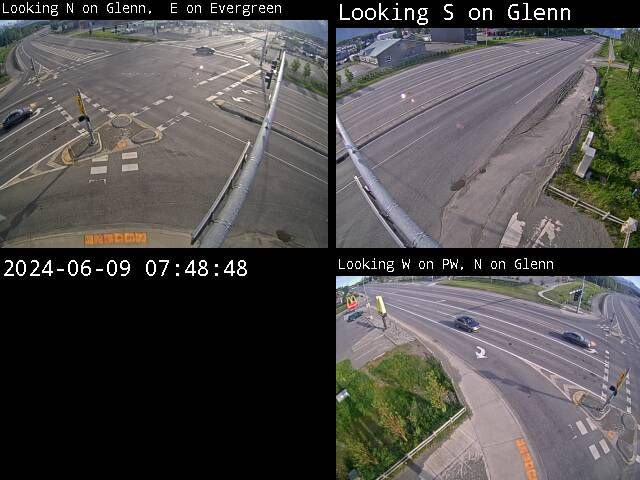 Looking N on Glenn, E on Evergreen
Looking S on Glenn
2024-06-09 07:48:48
Looking W on PW, N on Glenn